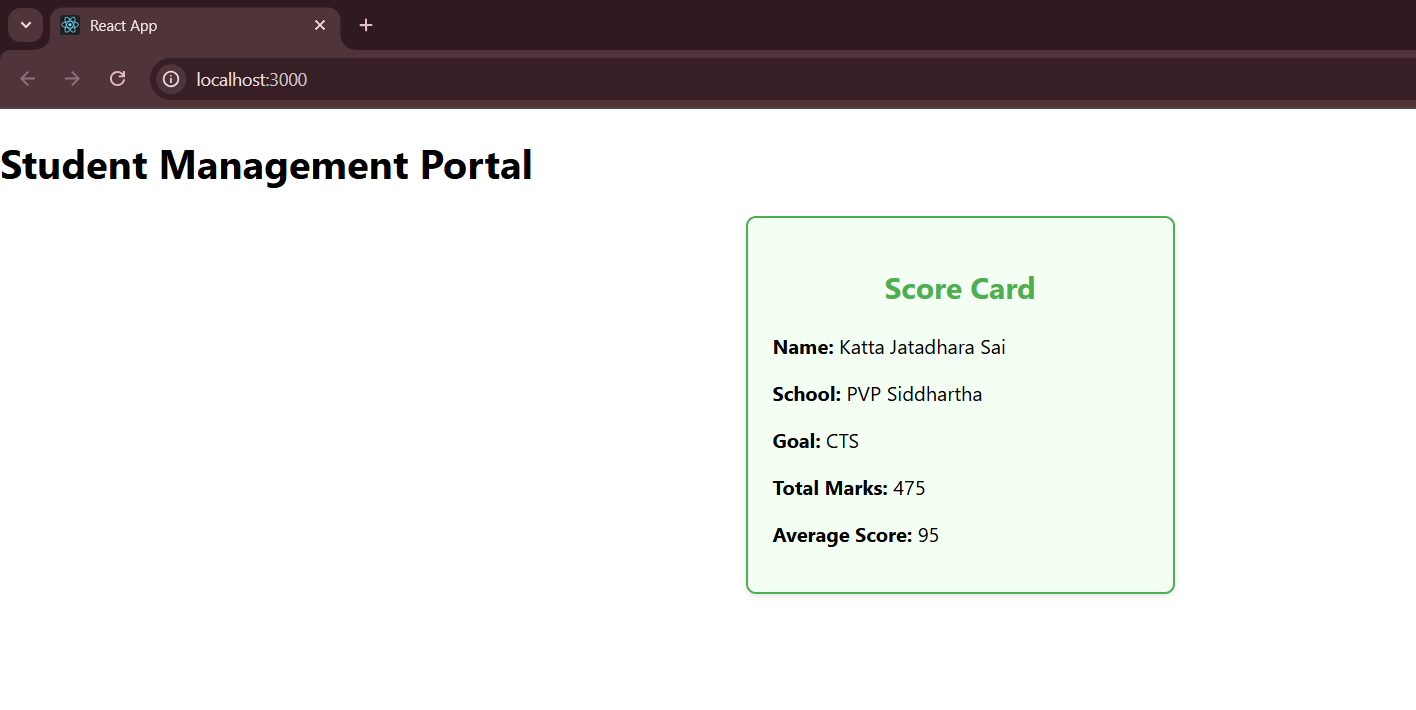 React App
localhost:3000
Student Management Portal
Score Card
Name: Katta Jatadhara Sai
School: PVP Siddhartha
Goal: CTS
Total Marks: 475
Average Score: 95